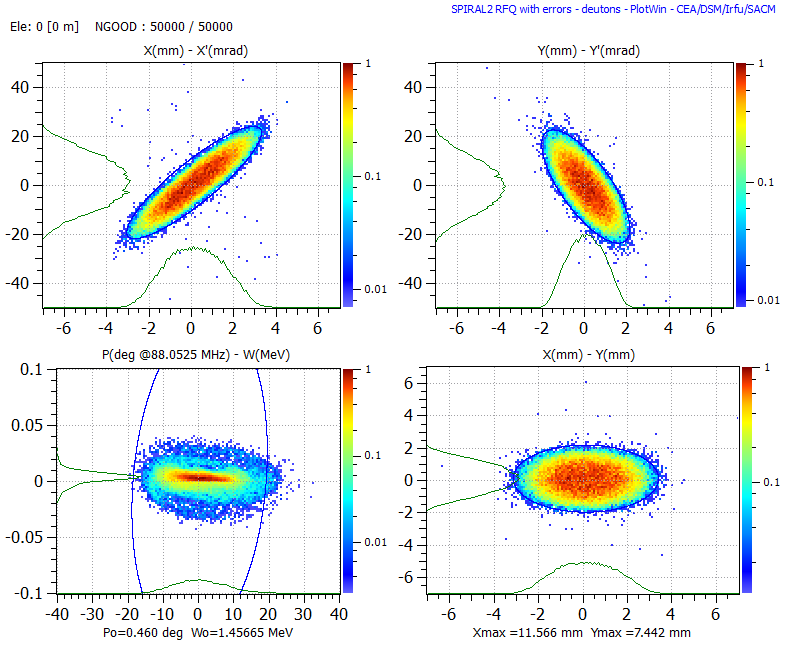 SPIRAL2 RFQ with errors - deutons - PlotWin - CEA/DSM/Irfu/SACM
Ele: 0 [0 m] NGOOD : 50000 / 50000
X(mm) - X'(mrad)
40
20
0
-20
-40
-6 -4 -2 0 2 4 6
1
0.1
0.01
Y(mm) - Y'(mrad)
40
20
0
-20
-40
-6 -4 -2 0 2 4 6
1
0.1
0.01
P(deg @88.0525 MHz) - W(MeV)
0.1
0.05
0
-0.05
-0.1
-40 -30 -20 -10 0 10 20 30 40
1
0.1
0.01
Po=0.460 deg Wo=1.45665 MeV
X(mm) - Y(mm)
6
4
2
0
-2
-4
-6
-6 -4 -2 0 2 4 6
1
0.1
Xmax =11.566 mm Ymax =7.442 mm